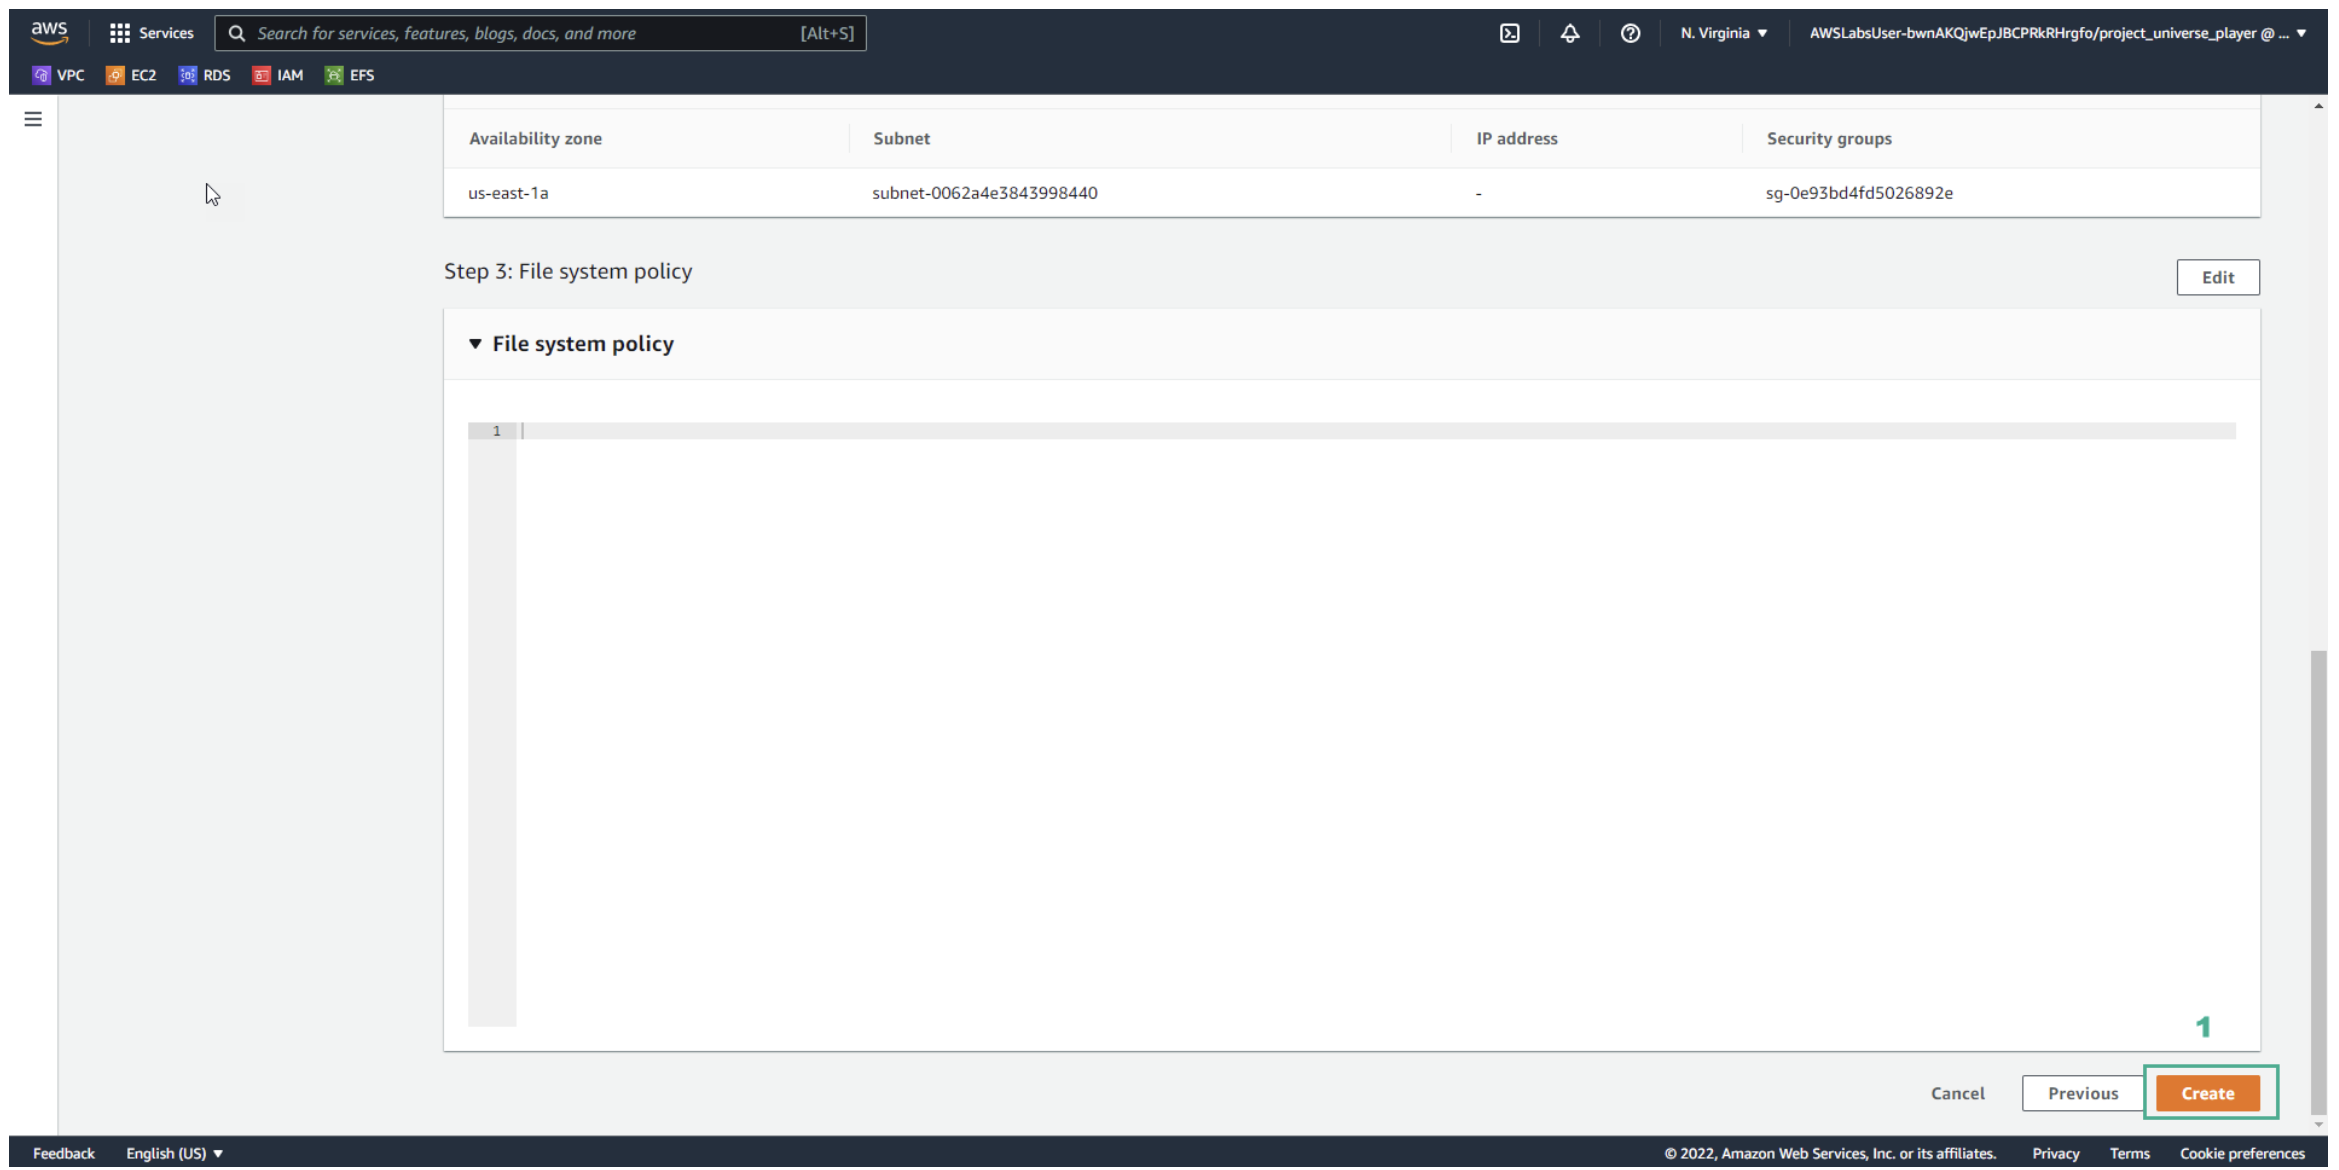 aws Services Search for services, features, blogs, docs, and more [Alt+S] N. Virginia ▼ AWSLabsUser-bwnAKQjwEpJBCPRkRHrgfo/project_universe_player @ ... ▼
VPC EC2 RDS IAM EFS
Availability zone Subnet IP address Security groups
us-east-1a subnet-0062a4e3843998440 - sg-0e93bd4fd5026892e
Step 3: File system policy Edit
▼ File system policy
1
1
Cancel Previous Create
Feedback English (US) ▼ © 2022, Amazon Web Services, Inc. or its affiliates. Privacy Terms Cookie preferences